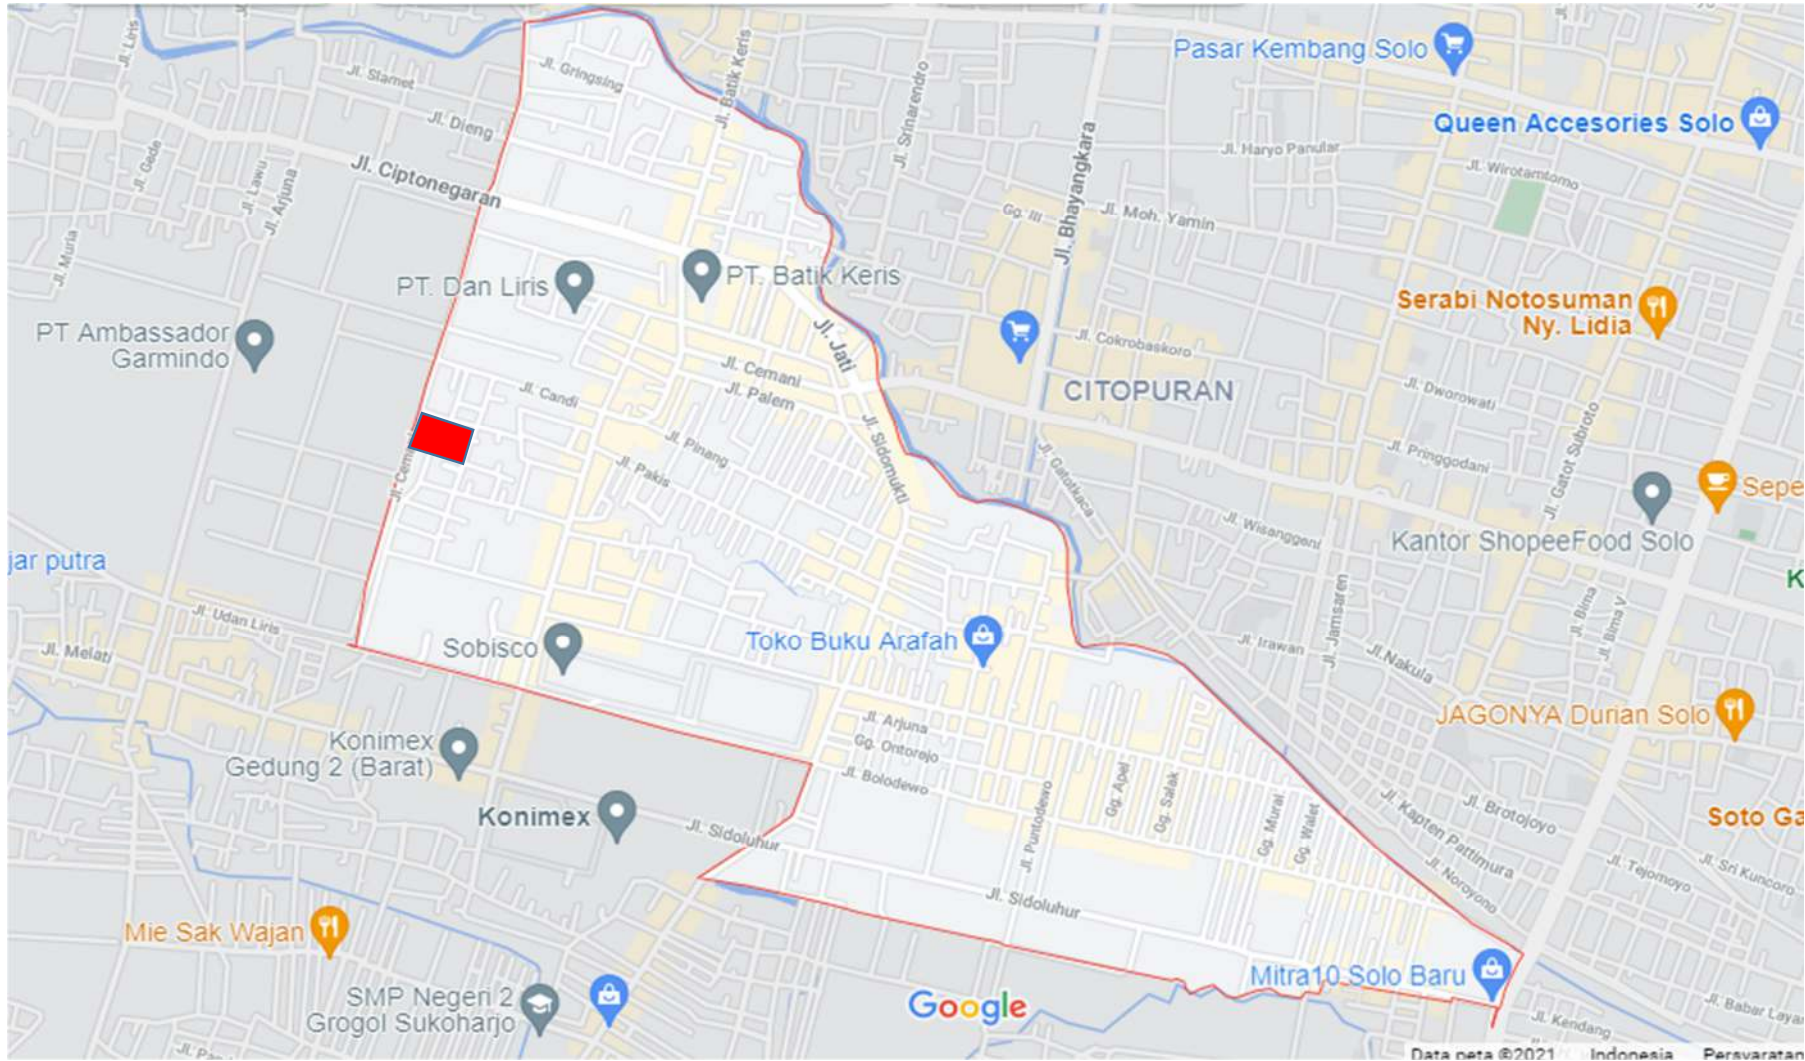 Jl. Liris
Jl. Slamet
Jl. Gringsing
Jl. Batik Keris
Jl. Srinarendro
Pasar Kembang Solo
Queen Accesories Solo
Jl. Dieng
Jl. Gede
Jl. Lawu
Jl. Arjuna
Jl. Ciptonegaran
Jl. Bhayangkara
Jl. Haryo Panular
Jl. Wirotamtomo
Jl. Muria
Gg. III
Jl. Moh. Yamin
PT. Dan Liris
PT. Batik Keris
PT Ambassador
Garmindo
Jl. Jati
Serabi Notosuman
Ny. Lidia
Jl. Cokrobaskoro
Jl. Cemani
Jl. Palem
Jl. Candi
CITOPURAN
Jl. Dworowati
Jl. Gatot Subroto
Jl. Pinang
Jl. Pakis
Jl. Sidomukti
Jl. Gatotkaca
Jl. Pringgodani
Sepe
Jl. Wisanggeni
Kantor ShopeeFood Solo
jar putra
K
Jl. Udan Liris
Jl. Melati
Sobisco
Toko Buku Arafah
Jl. Irawan
Jl. Jamsaren
Jl. Nakula
Jl. Bima
Jl. Bima V
JAGONYA Durian Solo
Jl. Arjuna
Gg. Ontorejo
Jl. Bolodewo
Konimex
Gedung 2 (Barat)
Konimex
Jl. Sidoluhur
Jl. Puntodewo
Gg. Apel
Gg. Salak
Gg. Murai
Gg. Walet
Jl. Kapten Pattimura
Jl. Brotojoyo
Soto Ga
Jl. Noroyono
Jl. Tejomoyo
Jl. Sri Kuncoro
Jl. Sidoluhur
Mie Sak Wajan
Mitra10 Solo Baru
SMP Negeri 2
Grogol Sukoharjo
Google
Jl. Kendang
Jl. Babar Layar
Data peta ©2021
Indonesia
Persyaratan